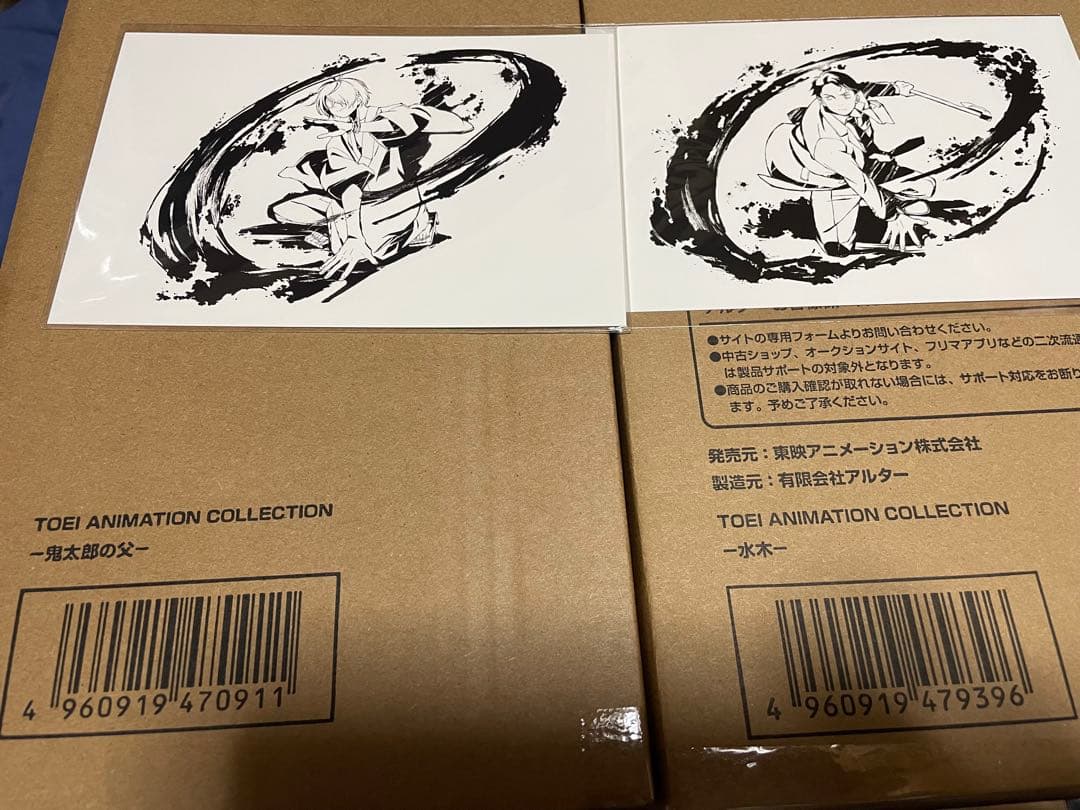 ●サイトの専用フォームよりお問い合わせください。
●中古ショップ、オークションサイト、フリマアプリなどの二次流通
は製品サポートの対象外となります。
●商品のご購入確認が取れない場合には、サポート対応をお断り
ます。予めご了承ください。
発売元：東映アニメーション株式会社
製造元：有限会社アルター
TOEI ANIMATION COLLECTION
ー鬼太郎の父ー
4 960919 470911
TOEI ANIMATION COLLECTION
ー水木ー
4 960919 479396